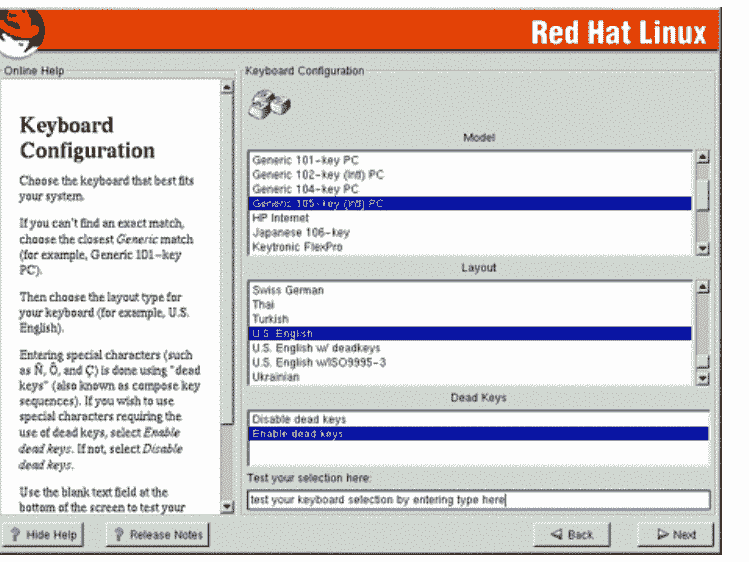 Red Hat Linux
Online Help
Keyboard
Configuration
Choose the keyboard that best fits
your system.
If you can't find an exact match,
choose the closest Generic match
(for example, Generic 101-key
PC).
Then choose the layout type for
your keyboard (for example, U.S.
English).
Entering special characters (such
as Ñ, Ô, and Ç) is done using "dead
keys" (also known as compose key
sequences). If you wish to use
special characters requiring the
use of dead keys, select Enable
dead keys. If not, select Disable
dead keys.
Use the blank text field at the
bottom of the screen to test your
Keyboard Configuration
Model
Generic 101-key PC
Generic 102-key (Intl) PC
Generic 104-key PC
Generic 105-key (Intl) PC
HP Internet
Japanese 106-key
Keytronic FlexPro
Layout
Swiss German
Thai
Turkish
U.S. English
U.S. English w/ deadkeys
U.S. English w/ISO9995-3
Ukrainian
Dead Keys
Disable dead keys
Enable dead keys
Test your selection here:
test your keyboard selection by entering type here
Hide Help
Release Notes
Back
Next